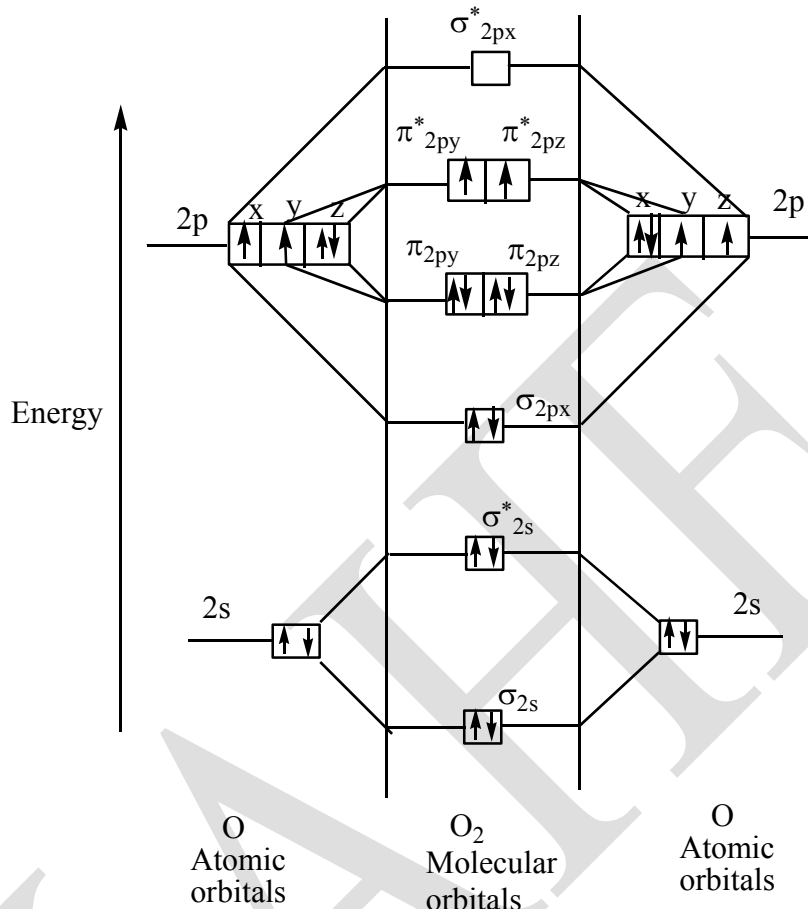 σ*2px
π*2py π*2pz
2p x y z
x y z 2p
π2py π2pz
Energy
σ2px
σ*2s
2s
2s
σ2s
O
Atomic
orbitals
O2
Molecular
orbitals
O
Atomic
orbitals